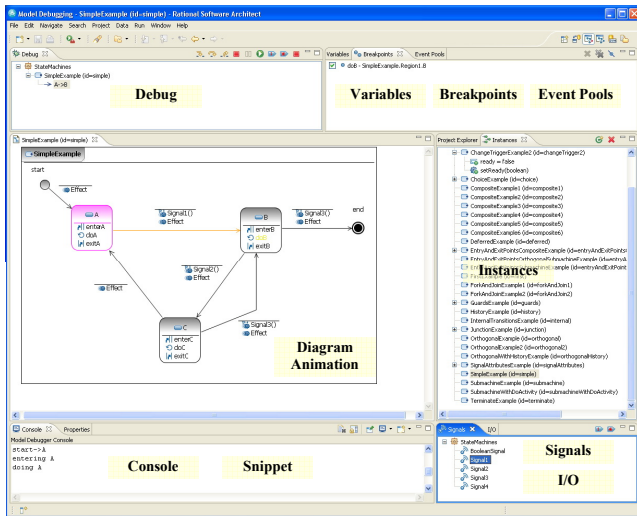 Model Debugging - SimpleExample (id=simple) - Rational Software Architect
File Edit Navigate Search Project Data Run Window Help
Debug
StateMachines
SimpleExample (id=simple)
A->B
Debug
Variables Breakpoints Event Pools
doB - SimpleExample.Region1.B
Variables Breakpoints Event Pools
SimpleExample (id=simple)
SimpleExample
start
Effect
A
enterA
doA
exitA
Signal1()
Effect
B
enterB
doB
exitB
Signal3()
Effect
end
Signal2()
Effect
Effect
C
enterC
doC
exitC
Signal3()
Effect
Diagram
Animation
Project Explorer Instances
ChangeTriggerExample2 (id=changeTrigger2)
ready = false
setReady(boolean)
ChoiceExample (id=choice)
CompositeExample1 (id=composite1)
CompositeExample2 (id=composite2)
CompositeExample3 (id=composite3)
CompositeExample4 (id=composite4)
CompositeExample5 (id=composite5)
CompositeExample6 (id=composite6)
DeferredExample (id=deferred)
EntryAndExitPointsCompositeExample (id=entryAndExitPoints
Instances
ForkAndJoinExample1 (id=forkAndJoin1)
ForkAndJoinExample2 (id=forkAndJoin2)
GuardsExample (id=guards)
HistoryExample (id=history)
InternalTransitionsExample (id=internal)
JunctionExample (id=junction)
OrthogonalExample (id=orthogonal)
OrthogonalExample2 (id=orthogonal2)
OrthogonalWithHistoryExample (id=orthogonalHistory)
SignalAttributesExample (id=signalAttributes)
SimpleExample (id=simple)
SubmachineExample (id=submachine)
SubmachineWithDoActivity (id=submachineWithDoActivity)
TerminateExample (id=terminate)
Console Properties
Model Debugger Console
start->A
entering A
doing A
Console Snippet
Signals I/O
StateMachines
BooleanSignal
Signal1
Signal2
Signal3
Signal4
Signals
I/O